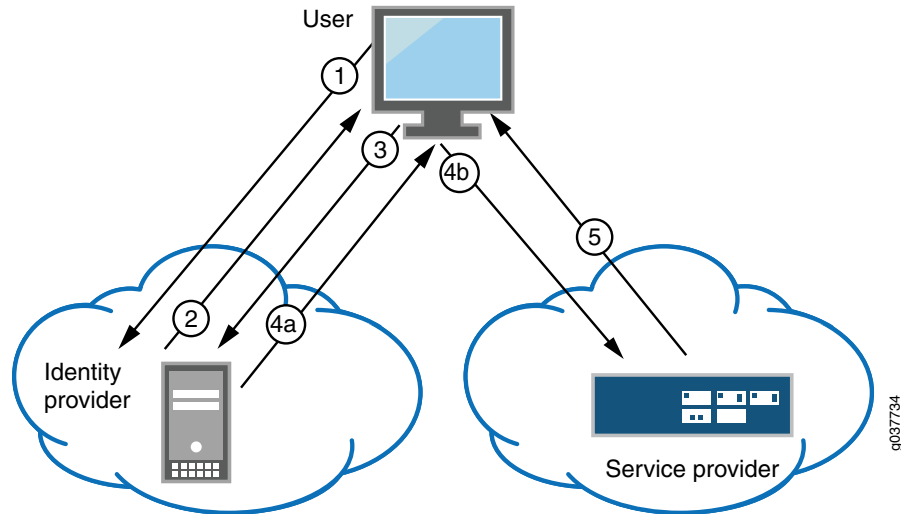 User
1
3
4b
5
2
4a
Identity
provider
Service provider
g037734